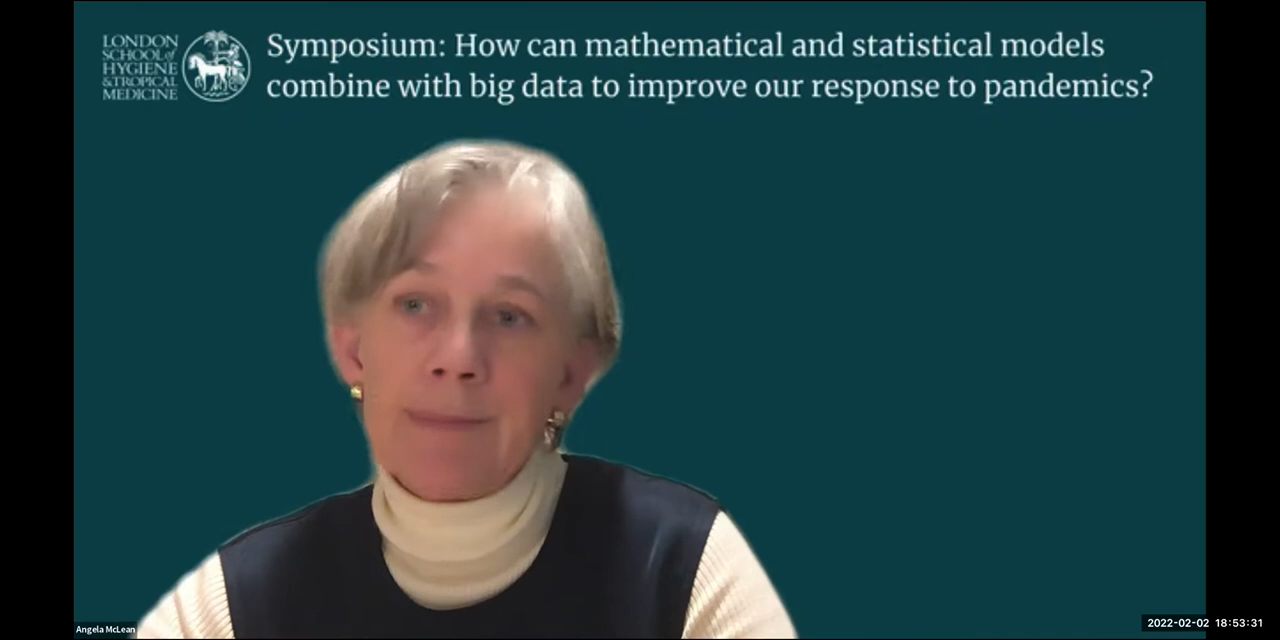 LONDON
SCHOOL of
HYGIENE
& TROPICAL
MEDICINE
Symposium: How can mathematical and statistical models
combine with big data to improve our response to pandemics?
Angela McLean
2022-02-02 18:53:31